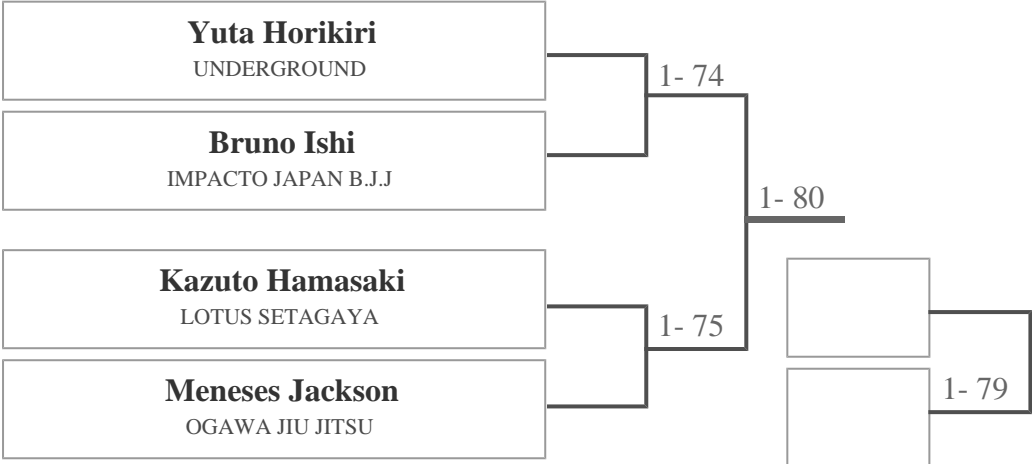 Yuta Horikiri
UNDERGROUND
1- 74
Bruno Ishi
IMPACTO JAPAN B.J.J
1- 80
Kazuto Hamasaki
LOTUS SETAGAYA
1- 75
Meneses Jackson
OGAWA JIU JITSU
1- 79